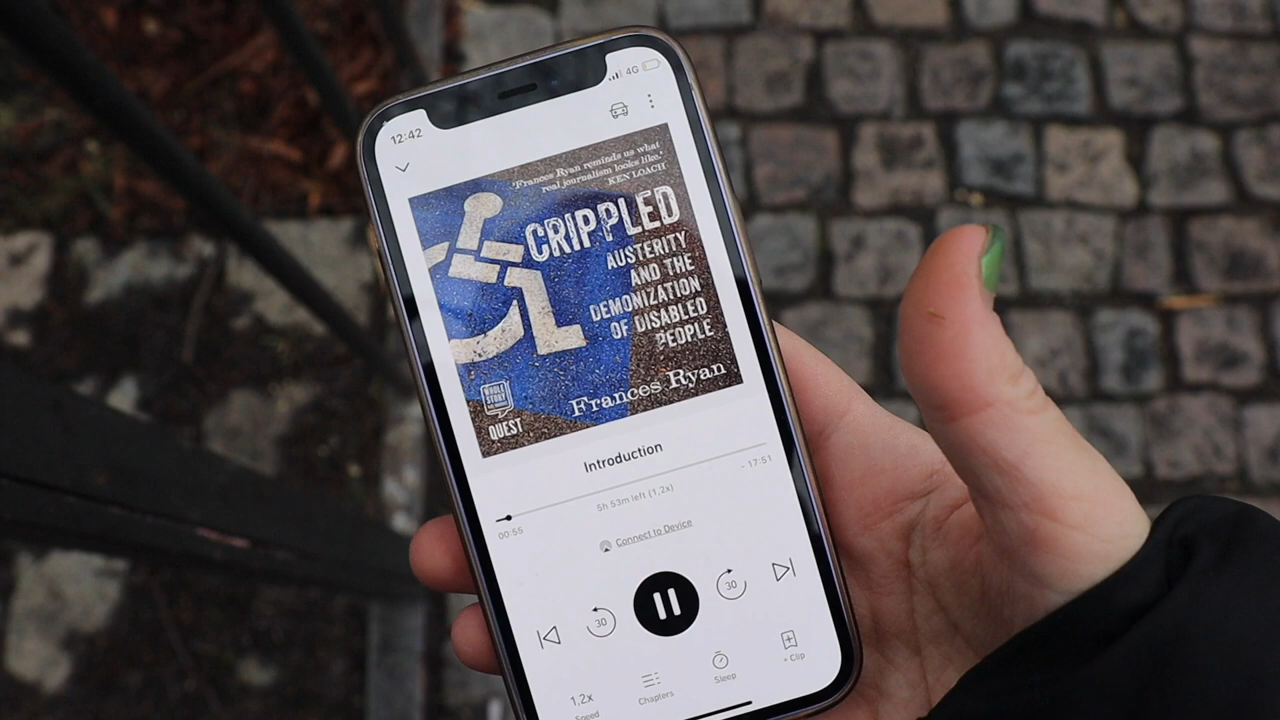 12:42
4G
"Frances Ryan reminds us what
real journalism looks like."
KEN LOACH
CRIPPLED
AUSTERITY
AND THE
DEMONIZATION
OF DISABLED
PEOPLE
Frances Ryan
WHOLE
STORY
QUEST
Introduction
00:55
5h 53m left (1,2x)
- 17:51
Connect to Device
30
30
1,2x
Speed
Chapters
Sleep
+ Clip